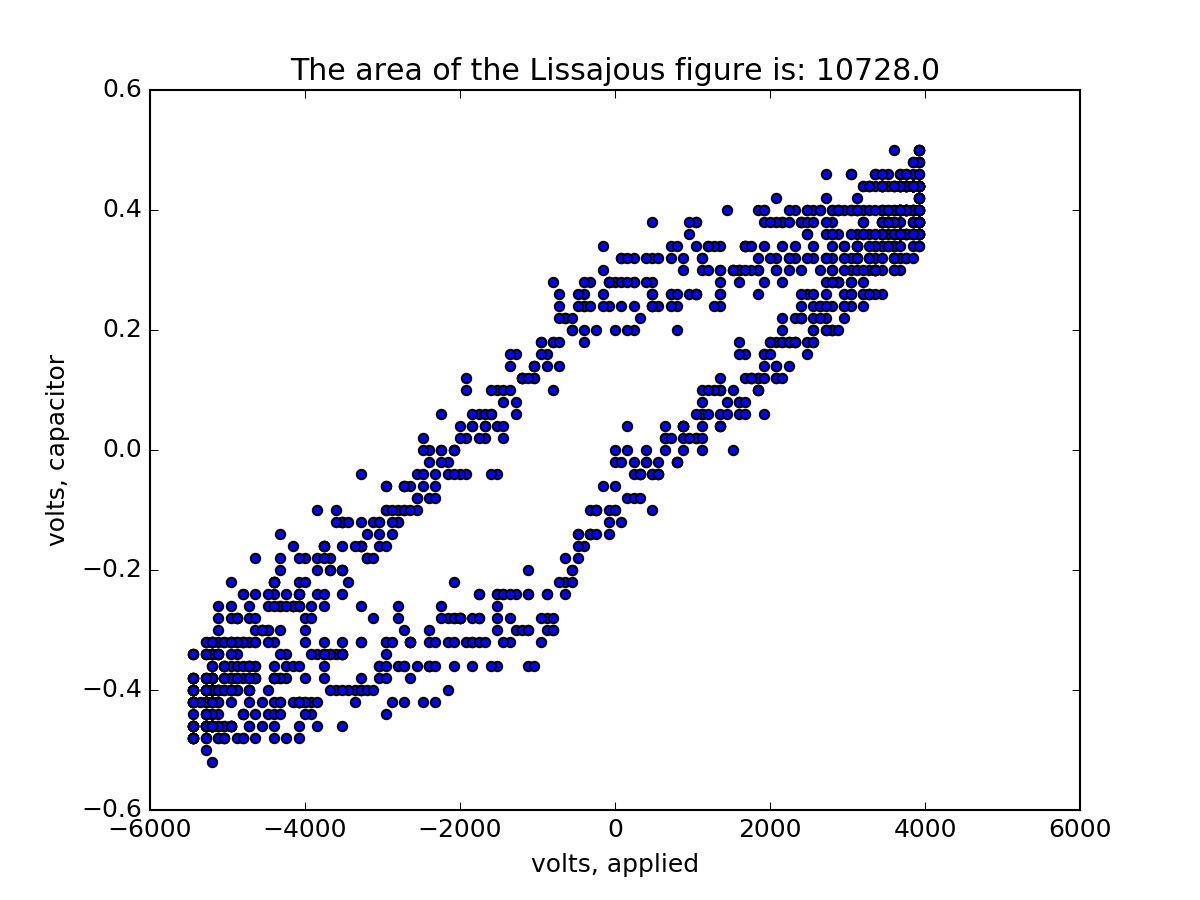 The area of the Lissajous figure is: 10728.0
0.6
0.4
0.2
0.0
−0.2
−0.4
−0.6
volts, capacitor
−6000 −4000 −2000 0 2000 4000 6000
volts, applied